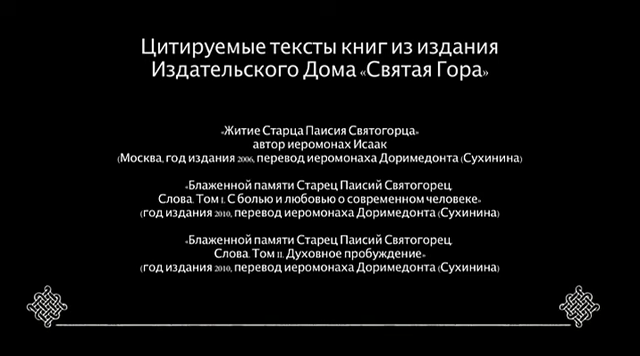 Цитируемые тексты книг из издания
Издательского Дома «Святая Гора»
«Житие Старца Паисия Святогорца»
автор иеромонах Исаак
(Москва, год издания 2006, перевод иеромонаха Доримедонта (Сухинина)
«Блаженной памяти Старец Паисий Святогорец.
Слова. Том I. С болью и любовью о современном человеке»
(год издания 2010, перевод иеромонаха Доримедонта (Сухинина)
«Блаженной памяти Старец Паисий Святогорец.
Слова. Том II. Духовное пробуждение»
(год издания 2010, перевод иеромонаха Доримедонта (Сухинина)